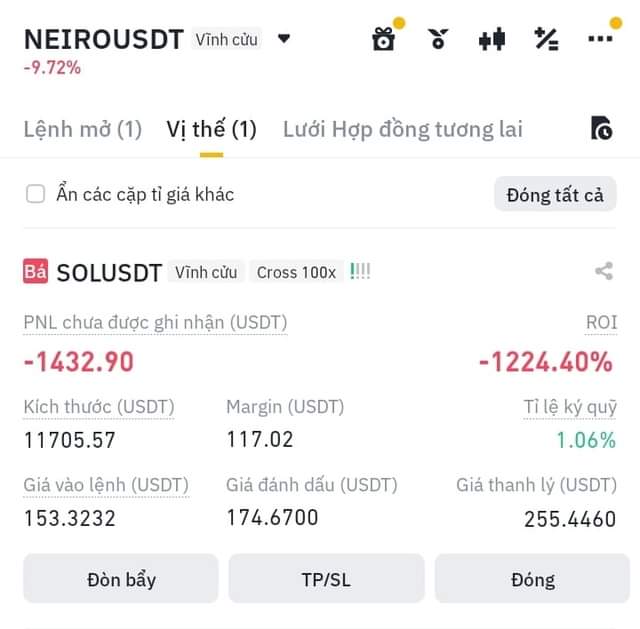 NEIROUSDT Vĩnh cửu
-9.72%
Lệnh mở (1) Vị thế (1) Lưới Hợp đồng tương lai
Ẩn các cặp tỉ giá khác Đóng tất cả
Bá SOLUSDT Vĩnh cửu Cross 100x !!!!
PNL chưa được ghi nhận (USDT) ROI
-1432.90 -1224.40%
Kích thước (USDT) Margin (USDT) Tỉ lệ ký quỹ
11705.57 117.02 1.06%
Giá vào lệnh (USDT) Giá đánh dấu (USDT) Giá thanh lý (USDT)
153.3232 174.6700 255.4460
Đòn bẩy TP/SL Đóng